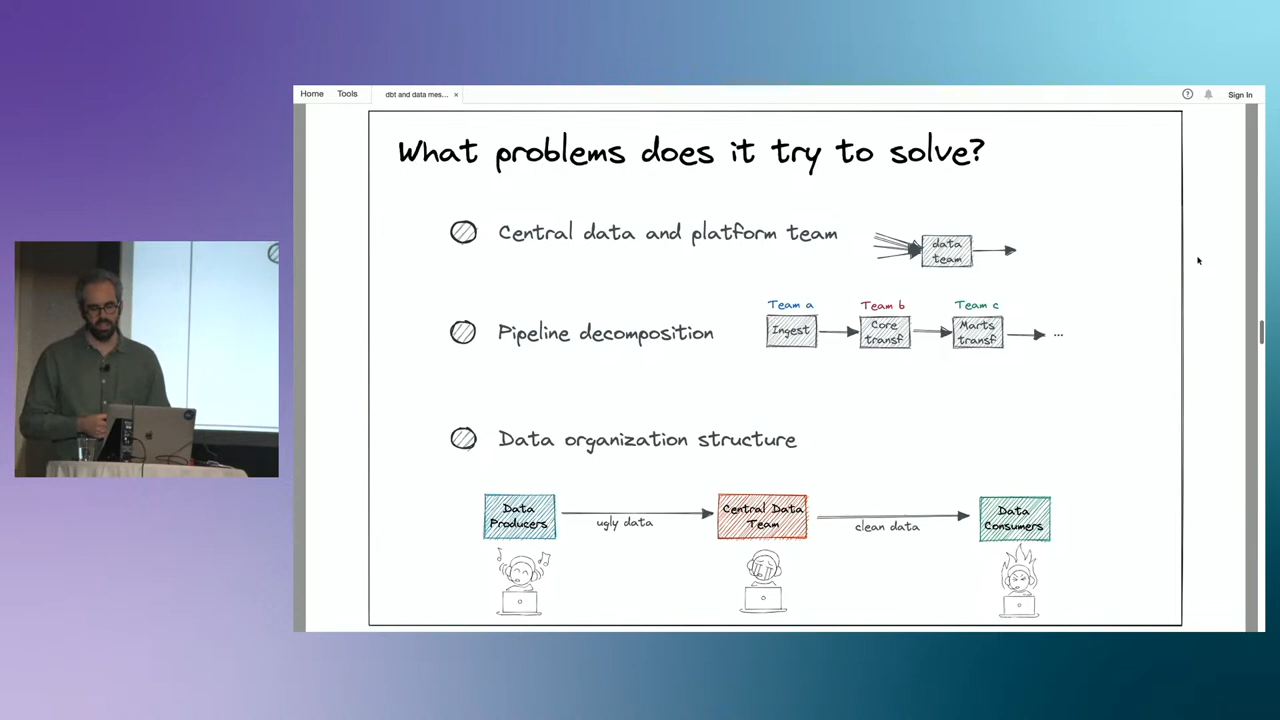 Home Tools dbt and data mes... × Sign In
What problems does it try to solve?
Central data and platform team
data
team
Pipeline decomposition
Team a Team b Team c
Ingest
Core
transf
Marts
transf
...
Data organization structure
Data
Producers
ugly data
Central Data
Team
clean data
Data
Consumers